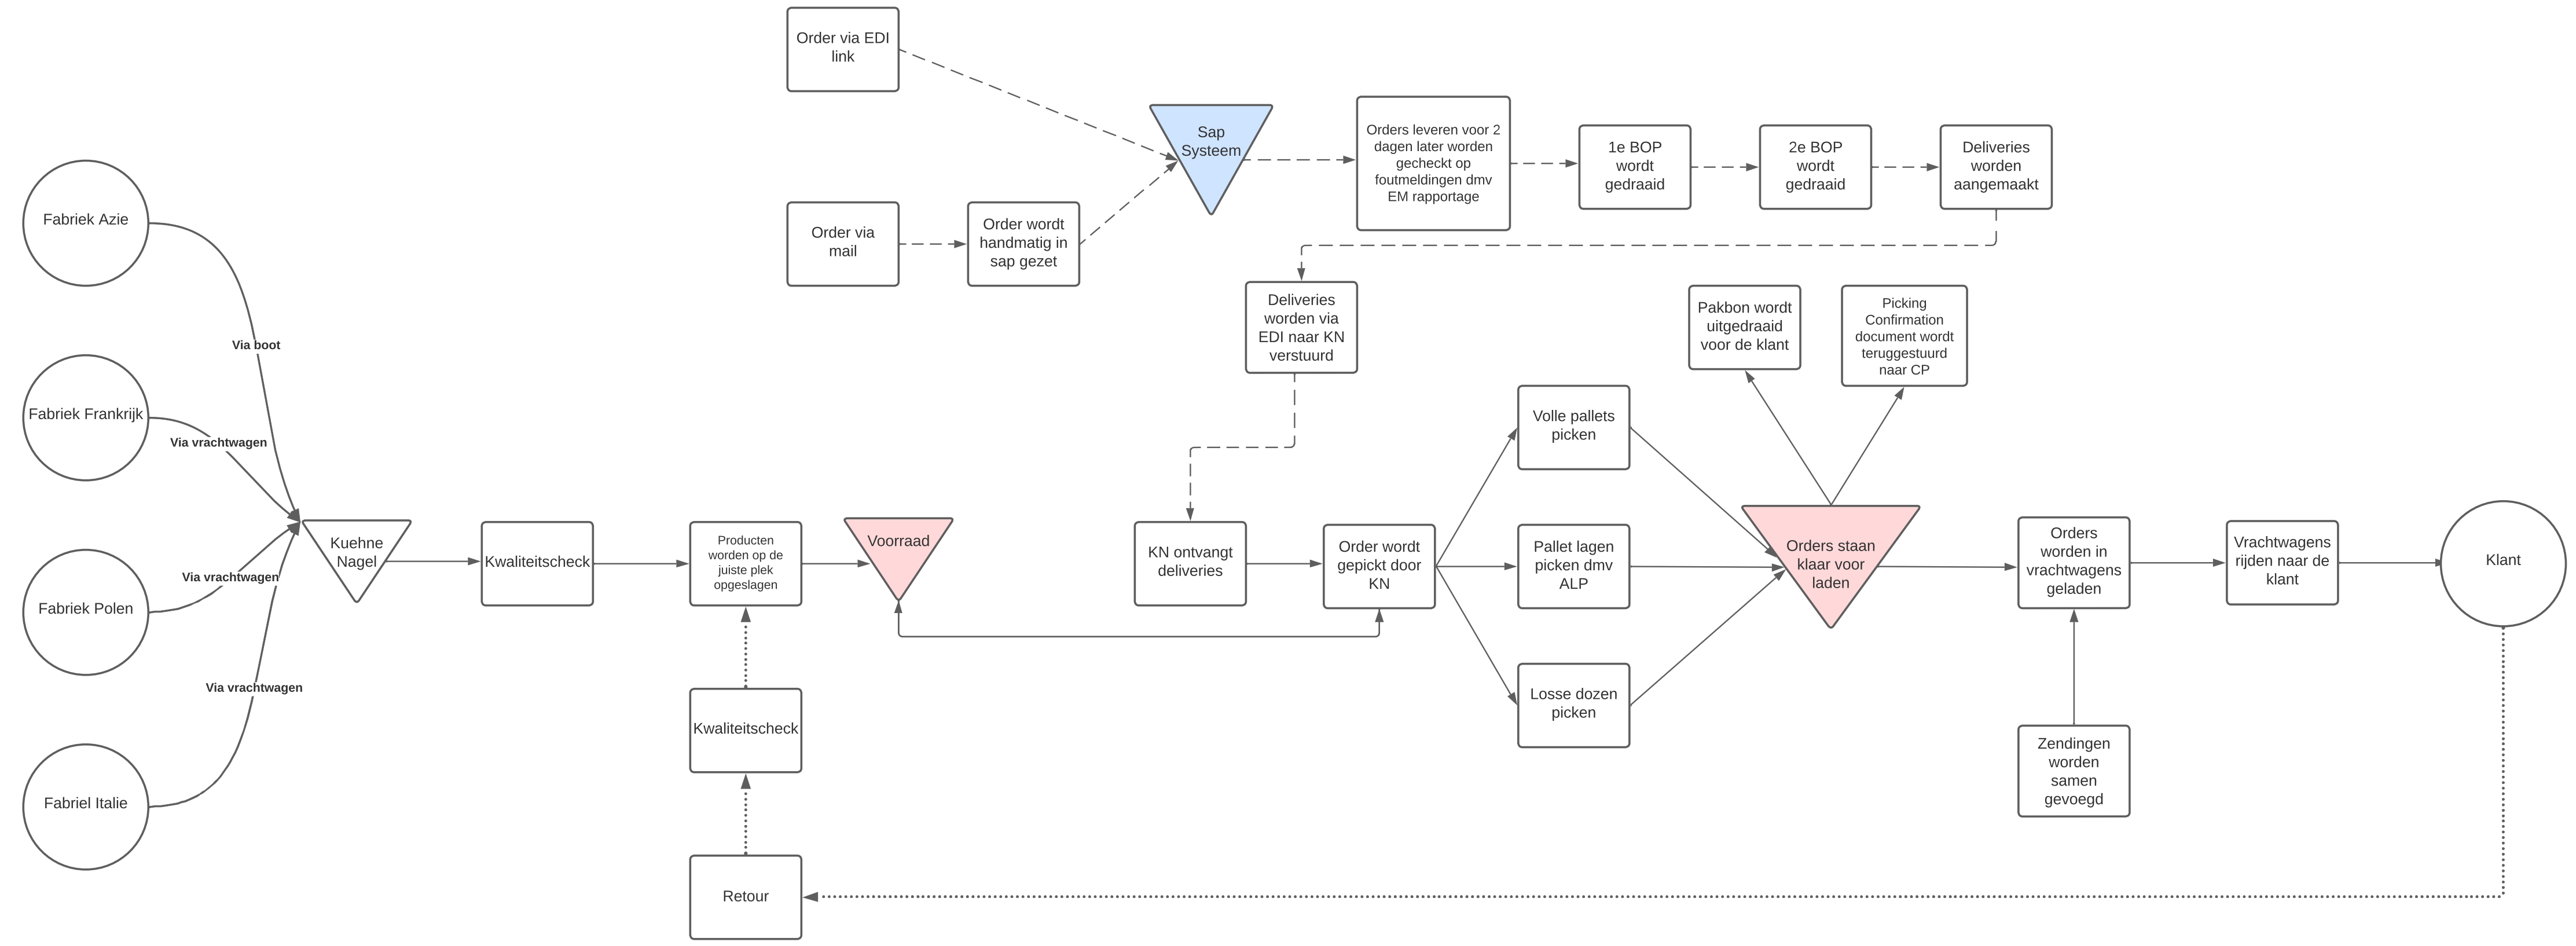 Order via EDI
link
Sap
Systeem
Orders leveren voor 2
dagen later worden
gecheckt op
foutmeldingen dmv
EM rapportage
1e BOP
wordt
gedraaid
2e BOP
wordt
gedraaid
Deliveries
worden
aangemaakt
Order via
mail
Order wordt
handmatig in
sap gezet
Deliveries
worden via
EDI naar KN
verstuurd
Fabriek Azie
Via boot
Fabriek Frankrijk
Via vrachtwagen
Fabriek Polen
Via vrachtwagen
Fabriel Italie
Via vrachtwagen
Kuehne
Nagel
Kwaliteitscheck
Producten
worden op de
juiste plek
opgeslagen
Voorraad
KN ontvangt
deliveries
Order wordt
gepickt door
KN
Volle pallets
picken
Pallet lagen
picken dmv
ALP
Losse dozen
picken
Pakbon wordt
uitgedraaid
voor de klant
Picking
Confirmation
document wordt
teruggestuurd
naar CP
Orders staan
klaar voor
laden
Orders
worden in
vrachtwagens
geladen
Vrachtwagens
rijden naar de
klant
Klant
Zendingen
worden
samen
gevoegd
Kwaliteitscheck
Retour